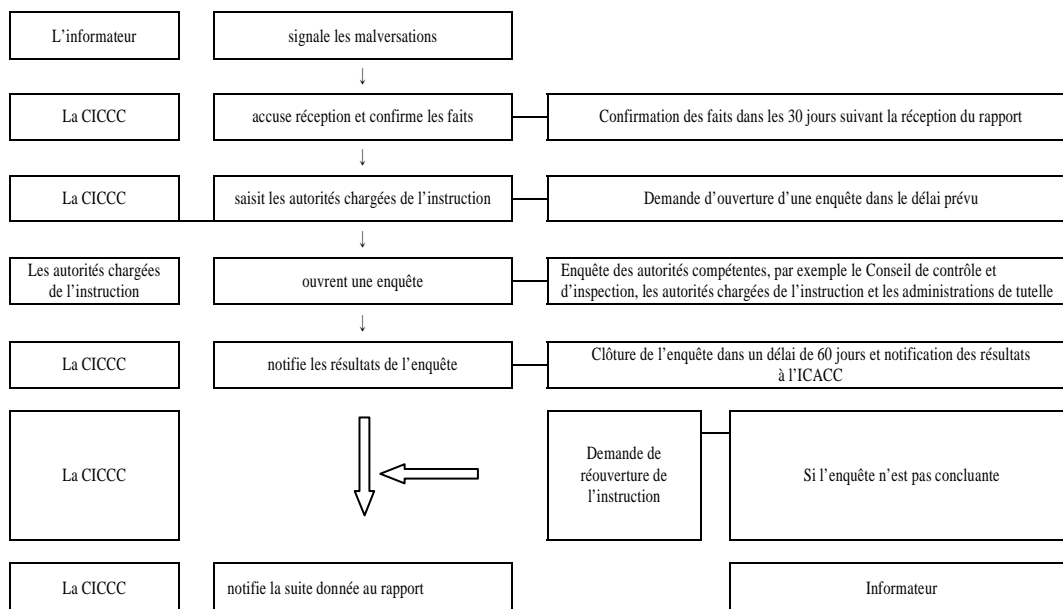 L'informateur
signale les malversations
↓
La CICCC
accuse réception et confirme les faits
Confirmation des faits dans les 30 jours suivant la réception du rapport
↓
La CICCC
saisit les autorités chargées de l'instruction
Demande d'ouverture d'une enquête dans le délai prévu
↓
Les autorités chargées
de l'instruction
ouvrent une enquête
Enquête des autorités compétentes, par exemple le Conseil de contrôle et
d'inspection, les autorités chargées de l'instruction et les administrations de tutelle
↓
La CICCC
notifie les résultats de l'enquête
Clôture de l'enquête dans un délai de 60 jours et notification des résultats
à l'ICACC
La CICCC
Demande de
réouverture de
l'instruction
Si l'enquête n'est pas concluante
La CICCC
notifie la suite donnée au rapport
Informateur